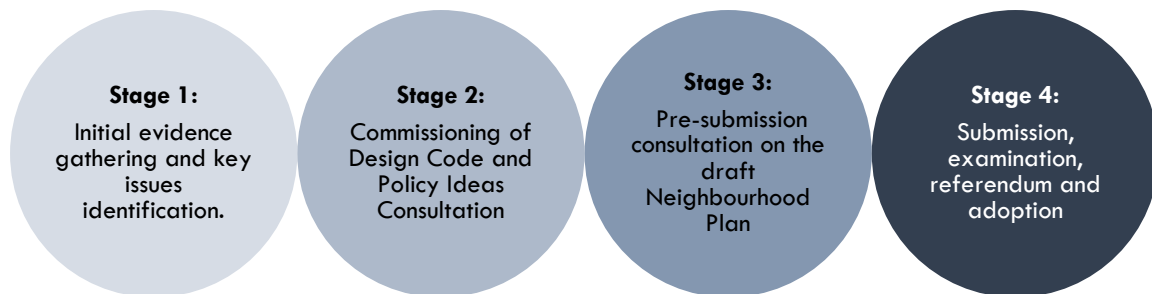 Stage 1:
Initial evidence
gathering and key
issues
identification.
Stage 2:
Commissioning of
Design Code and
Policy Ideas
Consultation
Stage 3:
Pre-submission
consultation on the
draft
Neighbourhood
Plan
Stage 4:
Submission,
examination,
referendum and
adoption